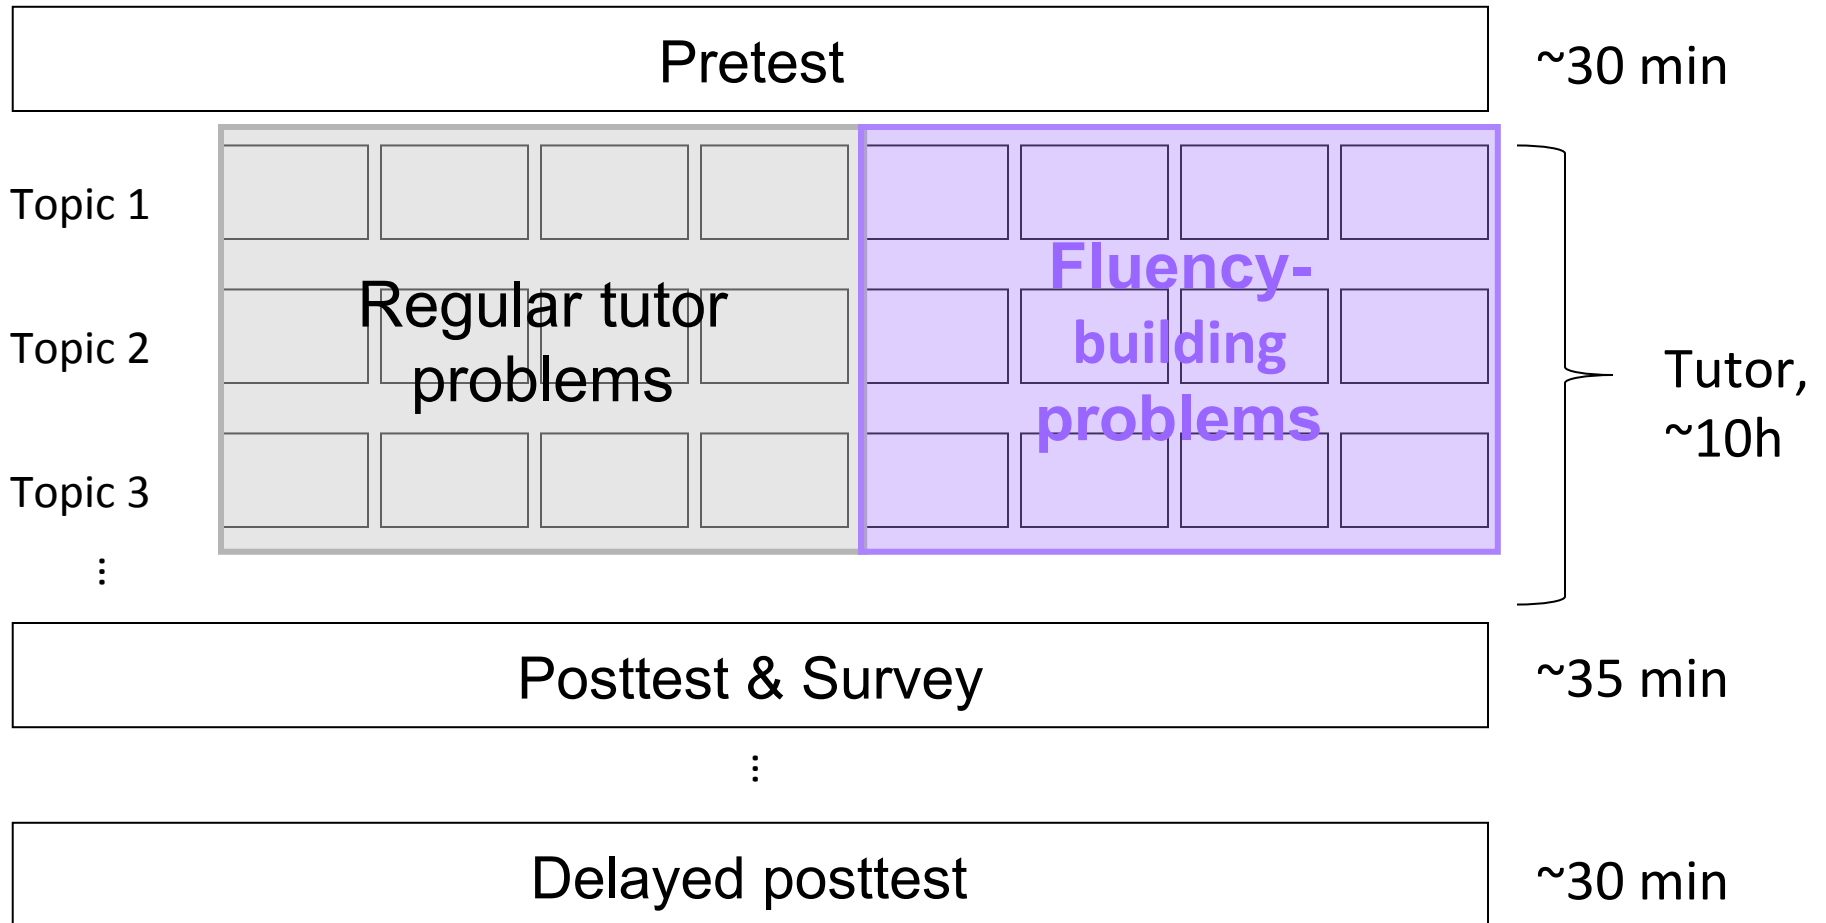 Pretest
~30 min
Topic 1
Topic 2
Topic 3
⋮
Regular tutor
problems
Fluency-
building
problems
Tutor,
~10h
Posttest & Survey
~35 min
⋮
Delayed posttest
~30 min